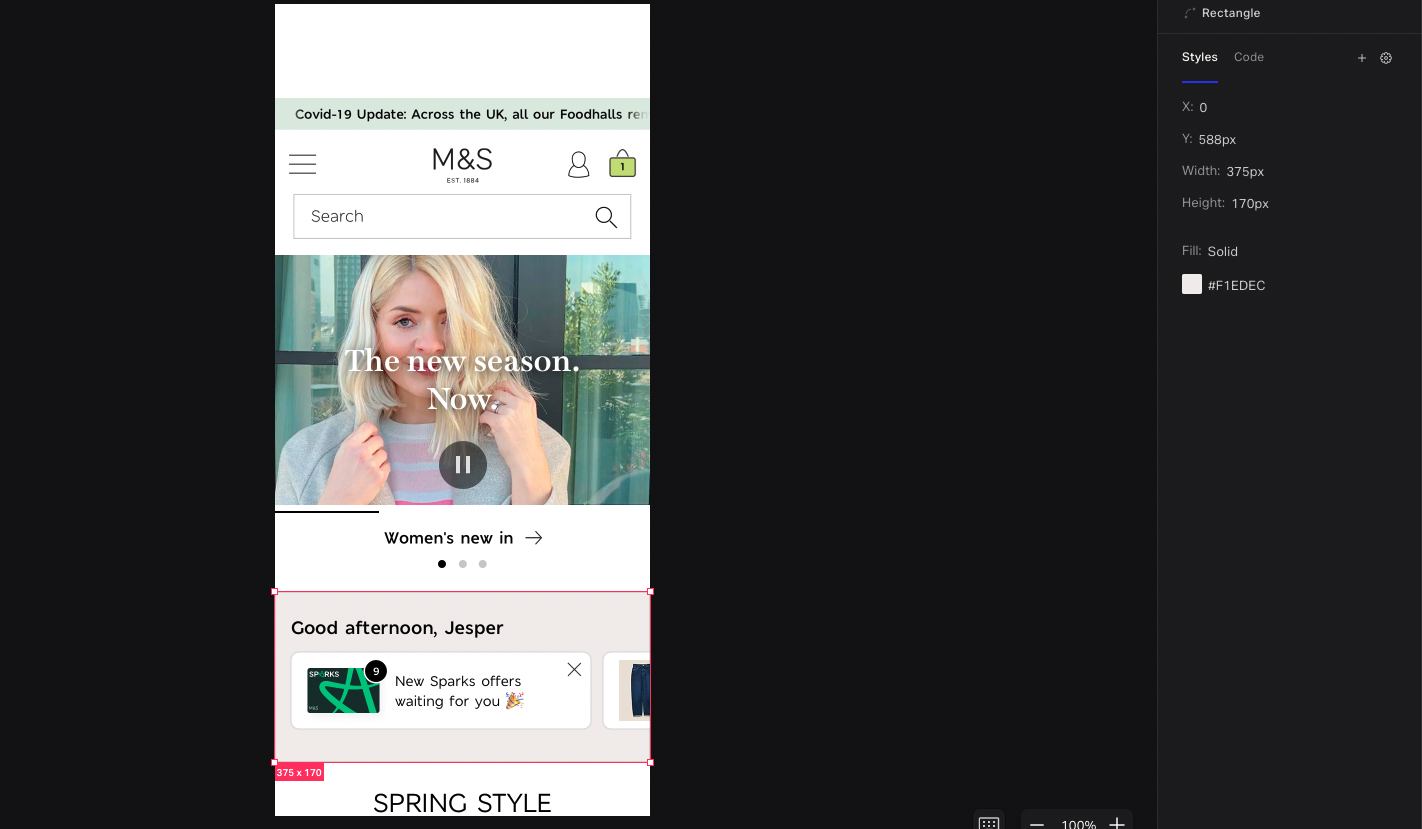 Rectangle
Styles Code
X: 0
Y: 588px
Width: 375px
Height: 170px
Fill: Solid
#F1EDEC
Covid-19 Update: Across the UK, all our Foodhalls
M&S
EST. 1884
1
Search
The new season.
Now.
Women's new in
Good afternoon, Jesper
SPARKS
9
M&S
New Sparks offers
waiting for you 🎉
375 x 170
SPRING STYLE
100%